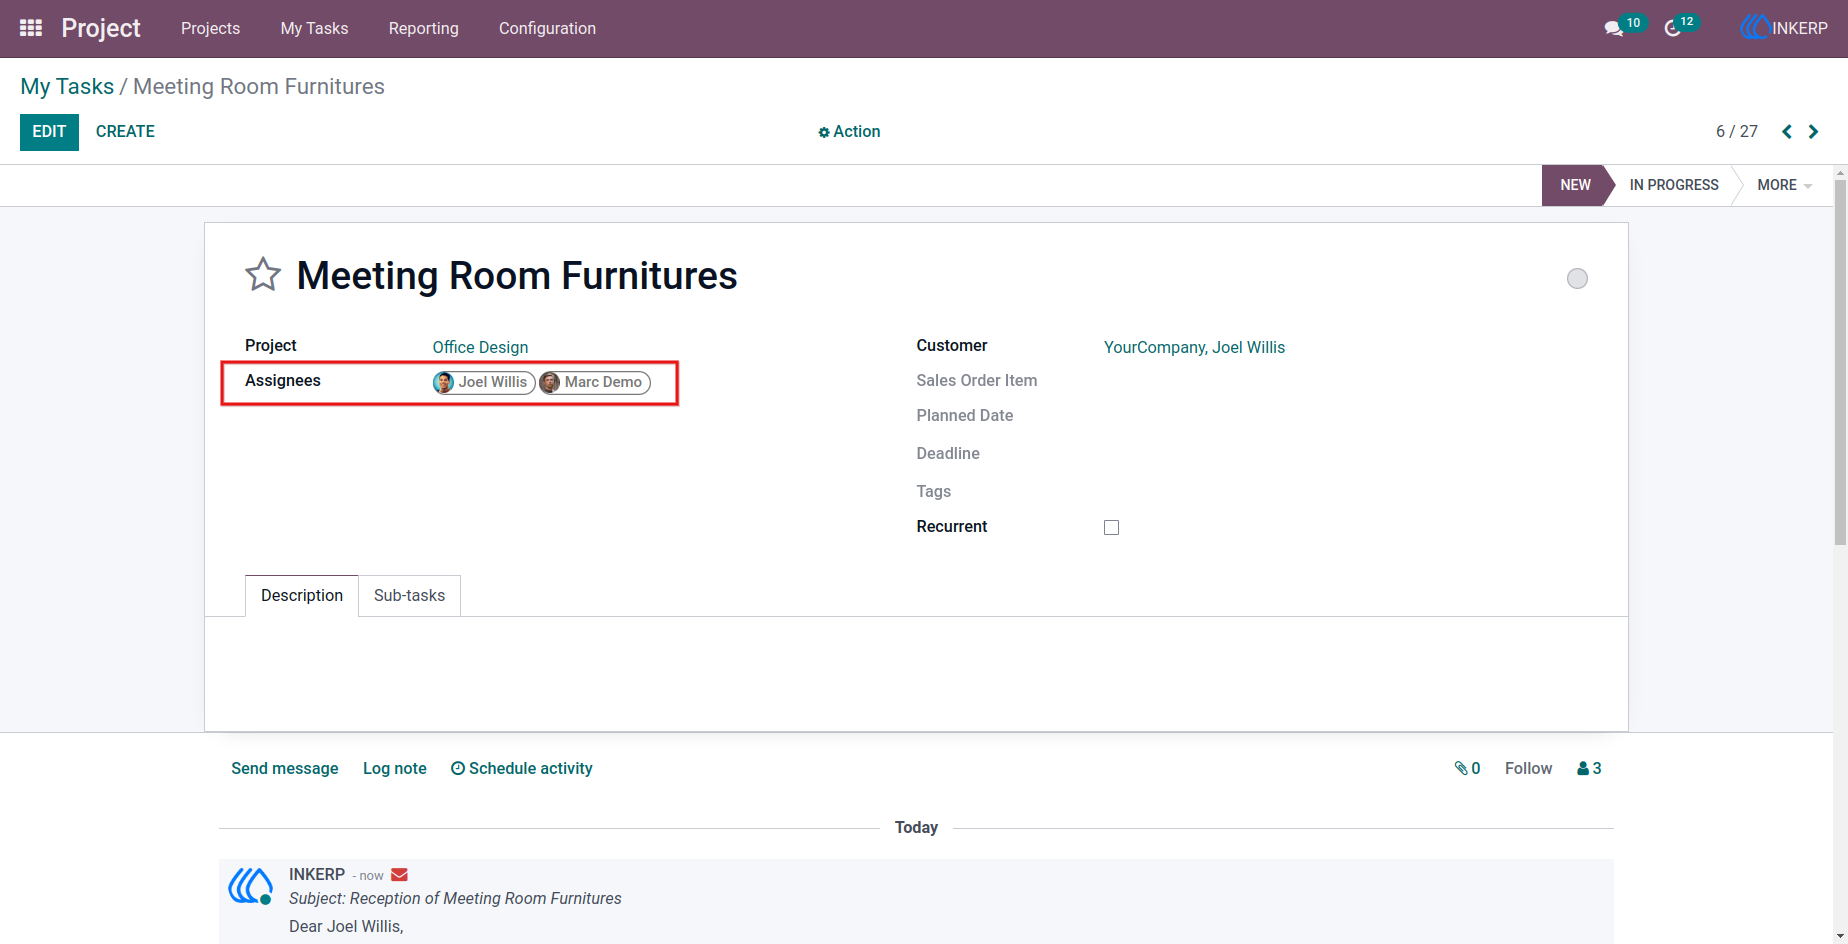 Project Projects My Tasks Reporting Configuration 10 12 INKERP
My Tasks / Meeting Room Furnitures
EDIT CREATE Action 6 / 27
NEW IN PROGRESS MORE
Meeting Room Furnitures
Project Office Design Customer YourCompany, Joel Willis
Assignees Joel Willis Marc Demo Sales Order Item
Planned Date
Deadline
Tags
Recurrent
Description Sub-tasks
Send message Log note Schedule activity 0 Follow 3
Today
INKERP - now
Subject: Reception of Meeting Room Furnitures
Dear Joel Willis,